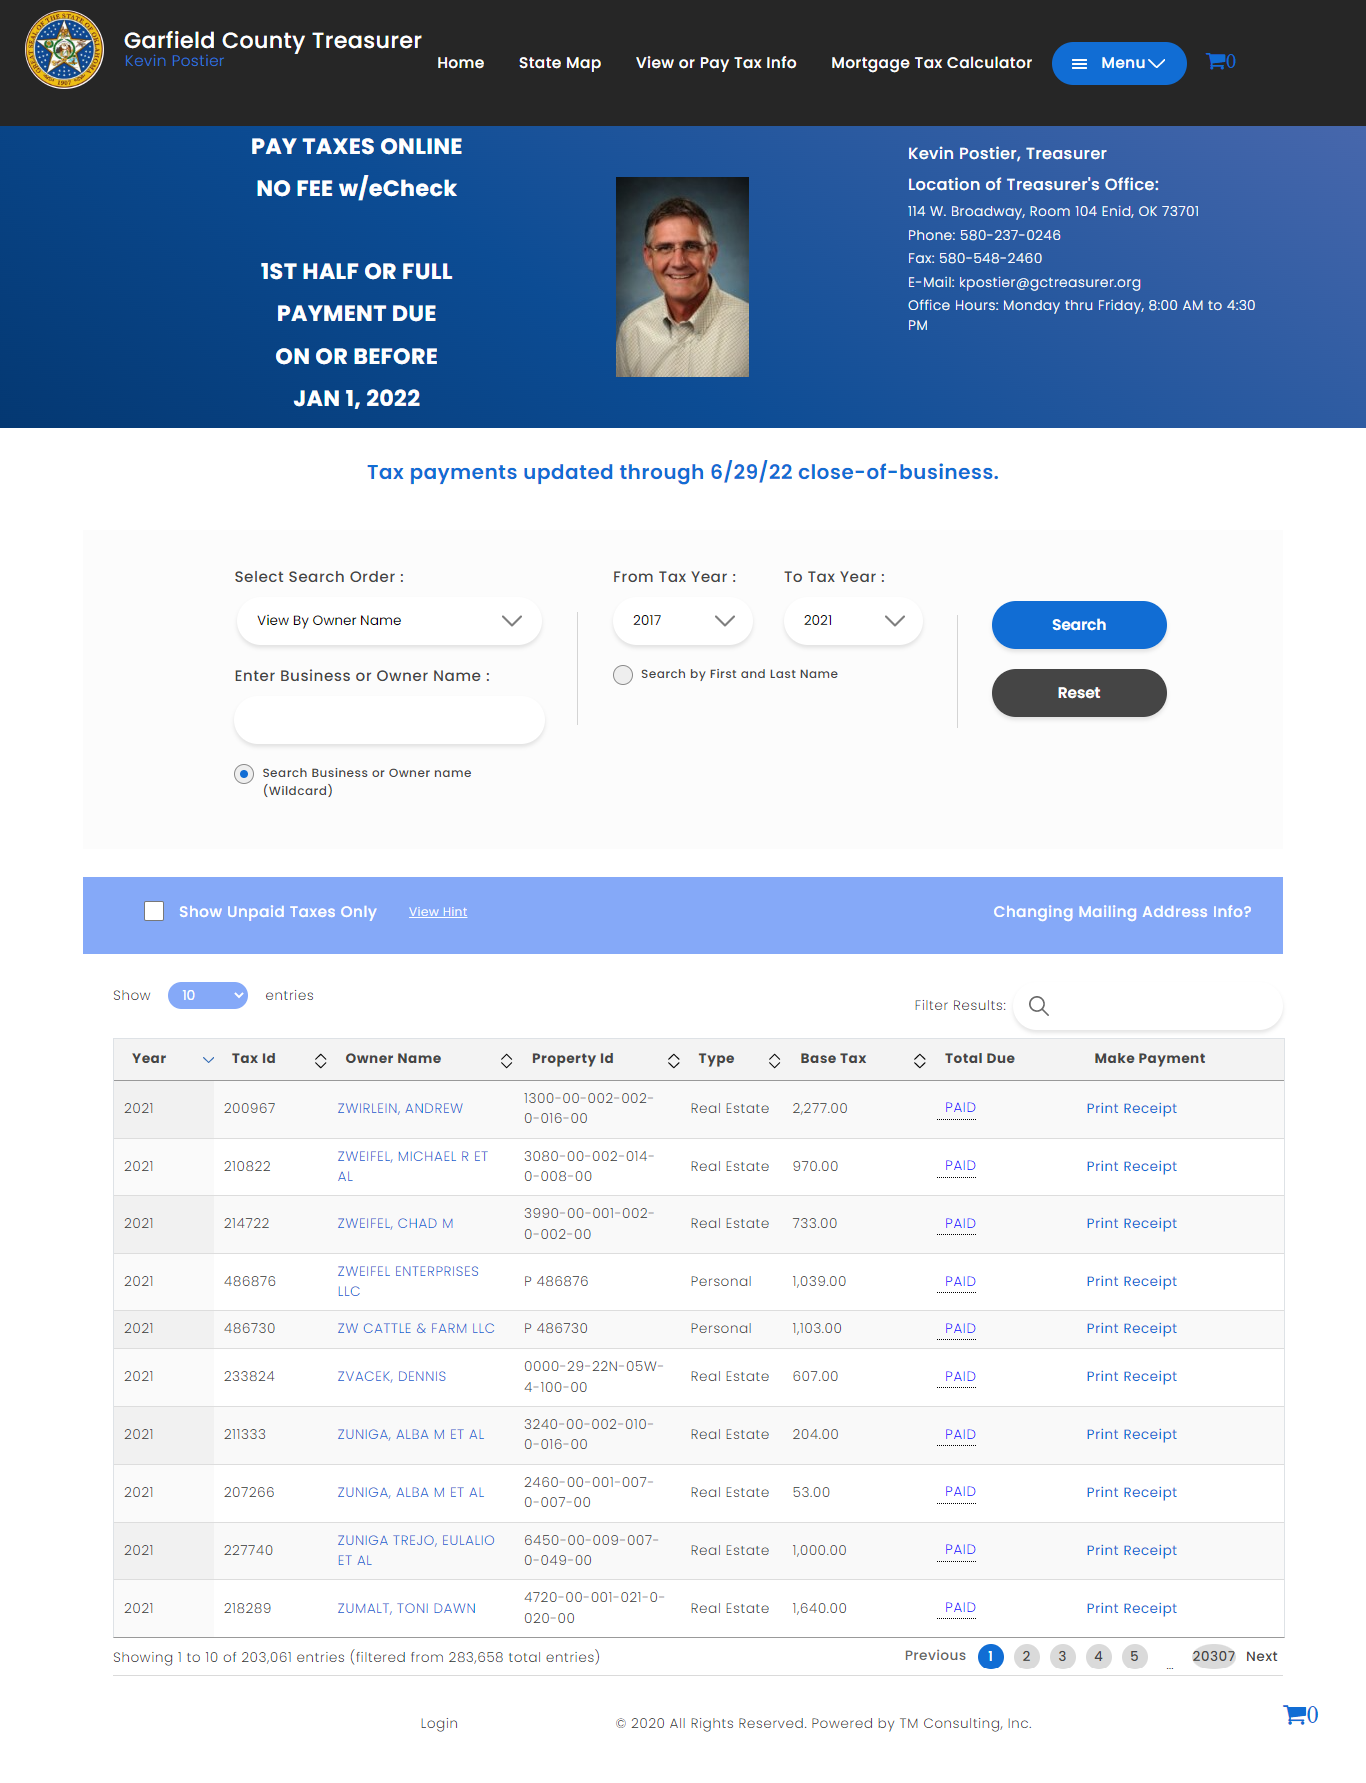 Garfield County Treasurer
Kevin Postier
Home State Map View or Pay Tax Info Mortgage Tax Calculator Menu 0
PAY TAXES ONLINE
NO FEE w/eCheck
1ST HALF OR FULL
PAYMENT DUE
ON OR BEFORE
JAN 1, 2022
Kevin Postier, Treasurer
Location of Treasurer's Office:
114 W. Broadway, Room 104 Enid, OK 73701
Phone: 580-237-0246
Fax: 580-548-2460
E-Mail: kpostier@gctreasurer.org
Office Hours: Monday thru Friday, 8:00 AM to 4:30
PM
Tax payments updated through 6/29/22 close-of-business.
Select Search Order :
View By Owner Name
Enter Business or Owner Name :
Search Business or Owner name
(Wildcard)
From Tax Year : To Tax Year :
2017 2021
Search by First and Last Name
Search
Reset
Show Unpaid Taxes Only View Hint Changing Mailing Address Info?
Show 10 entries
Filter Results:
Year Tax Id Owner Name Property Id Type Base Tax Total Due Make Payment
2021 200967 ZWIRLEIN, ANDREW 1300-00-002-002-
0-016-00 Real Estate 2,277.00 PAID Print Receipt
2021 210822 ZWEIFEL, MICHAEL R ET
AL 3080-00-002-014-
0-008-00 Real Estate 970.00 PAID Print Receipt
2021 214722 ZWEIFEL, CHAD M 3990-00-001-002-
0-002-00 Real Estate 733.00 PAID Print Receipt
2021 486876 ZWEIFEL ENTERPRISES
LLC P 486876 Personal 1,039.00 PAID Print Receipt
2021 486730 ZW CATTLE & FARM LLC P 486730 Personal 1,103.00 PAID Print Receipt
2021 233824 ZVACEK, DENNIS 0000-29-22N-05W-
4-100-00 Real Estate 607.00 PAID Print Receipt
2021 211333 ZUNIGA, ALBA M ET AL 3240-00-002-010-
0-016-00 Real Estate 204.00 PAID Print Receipt
2021 207266 ZUNIGA, ALBA M ET AL 2460-00-001-007-
0-007-00 Real Estate 53.00 PAID Print Receipt
2021 227740 ZUNIGA TREJO, EULALIO
ET AL 6450-00-009-007-
0-049-00 Real Estate 1,000.00 PAID Print Receipt
2021 218289 ZUMALT, TONI DAWN 4720-00-001-021-0-
020-00 Real Estate 1,640.00 PAID Print Receipt
Showing 1 to 10 of 203,061 entries (filtered from 283,658 total entries)
Previous 1 2 3 4 5 … 20307 Next
Login © 2020 All Rights Reserved. Powered by TM Consulting, Inc. 0